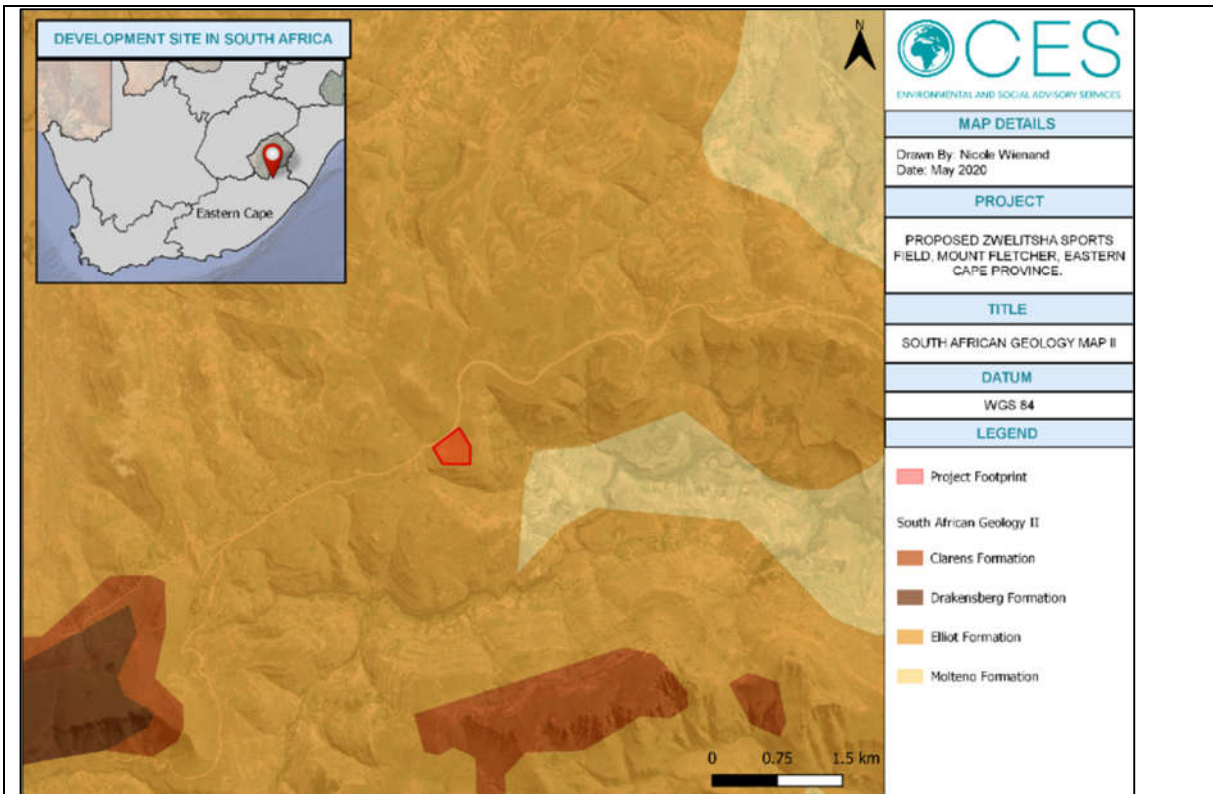 DEVELOPMENT SITE IN SOUTH AFRICA
Eastern Cape
N
0 0.75 1.5 km
CES
ENVIRONMENTAL AND SOCIAL ADVISORY SERVICES
MAP DETAILS
Drawn By: Nicole Wienand
Date: May 2020
PROJECT
PROPOSED ZWELITSHA SPORTS
FIELD, MOUNT FLETCHER, EASTERN
CAPE PROVINCE.
TITLE
SOUTH AFRICAN GEOLOGY MAP II
DATUM
WGS 84
LEGEND
Project Footprint
South African Geology II
Clarens Formation
Drakensberg Formation
Elliot Formation
Molteno Formation